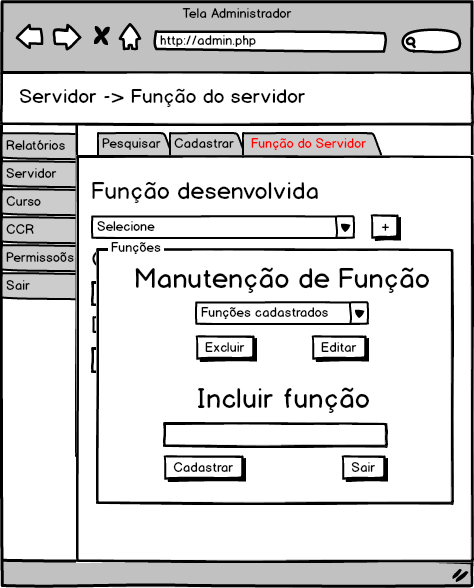 Tela Administrador
http://admin.php
Servidor -> Função do servidor
Relatórios
Servidor
Curso
CCR
Permissoõs
Sair
Pesquisar
Cadastrar
Função do Servidor
Função desenvolvida
Selecione
+
Funções
Manutenção de Função
Funções cadastrados
Excluir
Editar
Incluir função
Cadastrar
Sair